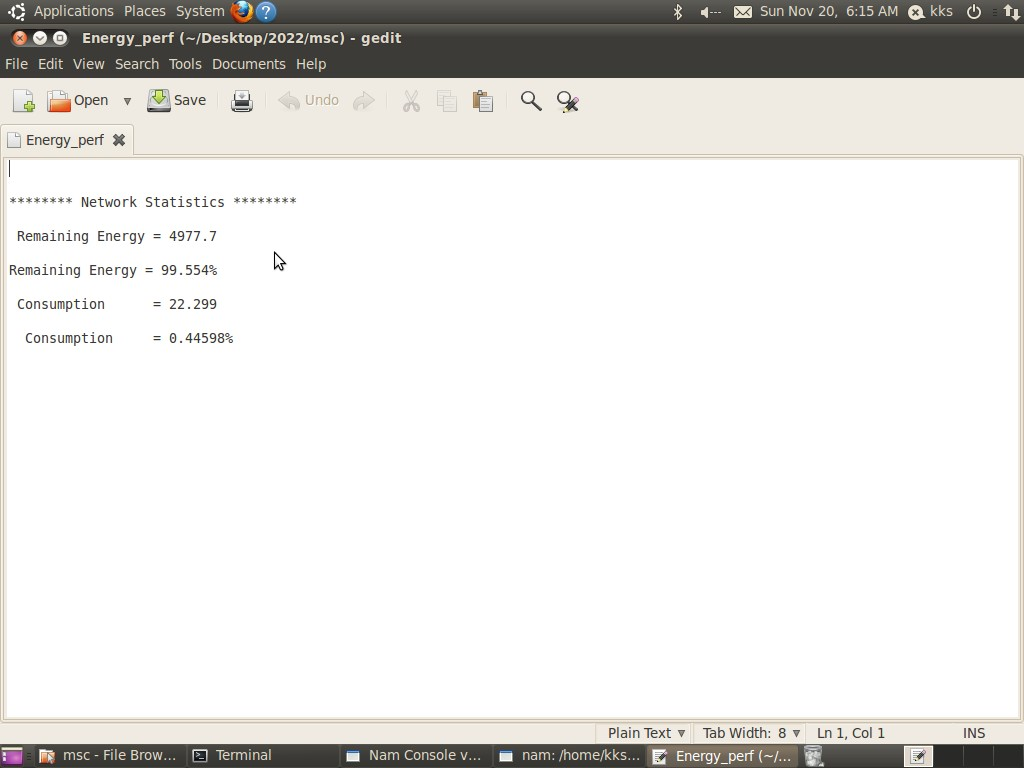 Applications Places System Sun Nov 20, 6:15 AM kks
Energy_perf (~/Desktop/2022/msc) - gedit
File Edit View Search Tools Documents Help
Open Save Undo
Energy_perf
******** Network Statistics ********
Remaining Energy = 4977.7
Remaining Energy = 99.554%
Consumption = 22.299
Consumption = 0.44598%
Plain Text Tab Width: 8 Ln 1, Col 1 INS
msc - File Brow... Terminal Nam Console v... nam: /home/kks... Energy_perf (~/...